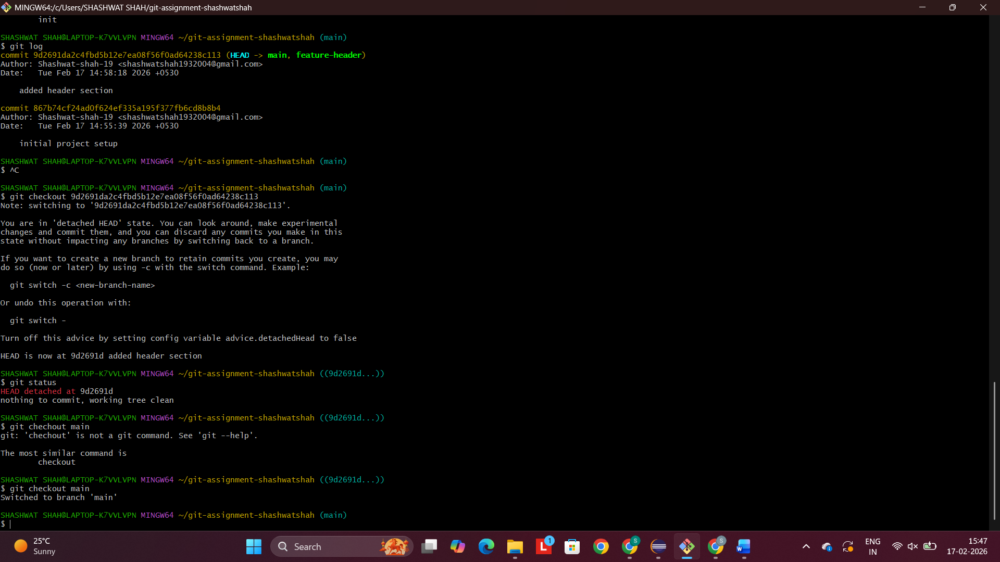 MINGW64:/c/Users/SHASHWAT SHAH/git-assignment-shashwatshah
init
SHASHWAT SHAH@LAPTOP-K7VVLVPN MINGW64 ~/git-assignment-shashwatshah (main)
$ git log
commit 9d2691da2c4fbd5b12e7ea08f56f0ad64238c113 (HEAD -> main, feature-header)
Author: Shashwat-shah-19 <shashwatshah1932004@gmail.com>
Date:   Tue Feb 17 14:58:18 2026 +0530
added header section
commit 867b74cf24ad0f624ef335a195f377fb6cd8b8b4
Author: Shashwat-shah-19 <shashwatshah1932004@gmail.com>
Date:   Tue Feb 17 14:55:39 2026 +0530
initial project setup
SHASHWAT SHAH@LAPTOP-K7VVLVPN MINGW64 ~/git-assignment-shashwatshah (main)
$ ^C
SHASHWAT SHAH@LAPTOP-K7VVLVPN MINGW64 ~/git-assignment-shashwatshah (main)
$ git checkout 9d2691da2c4fbd5b12e7ea08f56f0ad64238c113
Note: switching to '9d2691da2c4fbd5b12e7ea08f56f0ad64238c113'.
You are in 'detached HEAD' state. You can look around, make experimental
changes and commit them, and you can discard any commits you make in this
state without impacting any branches by switching back to a branch.
If you want to create a new branch to retain commits you create, you may
do so (now or later) by using -c with the switch command. Example:
git switch -c <new-branch-name>
Or undo this operation with:
git switch -
Turn off this advice by setting config variable advice.detachedHead to false
HEAD is now at 9d2691d added header section
SHASHWAT SHAH@LAPTOP-K7VVLVPN MINGW64 ~/git-assignment-shashwatshah ((9d2691d...))
$ git status
HEAD detached at 9d2691d
nothing to commit, working tree clean
SHASHWAT SHAH@LAPTOP-K7VVLVPN MINGW64 ~/git-assignment-shashwatshah ((9d2691d...))
$ git chechout main
git: 'chechout' is not a git command. See 'git --help'.
The most similar command is
checkout
SHASHWAT SHAH@LAPTOP-K7VVLVPN MINGW64 ~/git-assignment-shashwatshah ((9d2691d...))
$ git checkout main
Switched to branch 'main'
SHASHWAT SHAH@LAPTOP-K7VVLVPN MINGW64 ~/git-assignment-shashwatshah (main)
$
25°C
Sunny
Search
L
1
S
S
W
ENG
IN
15:47
17-02-2026